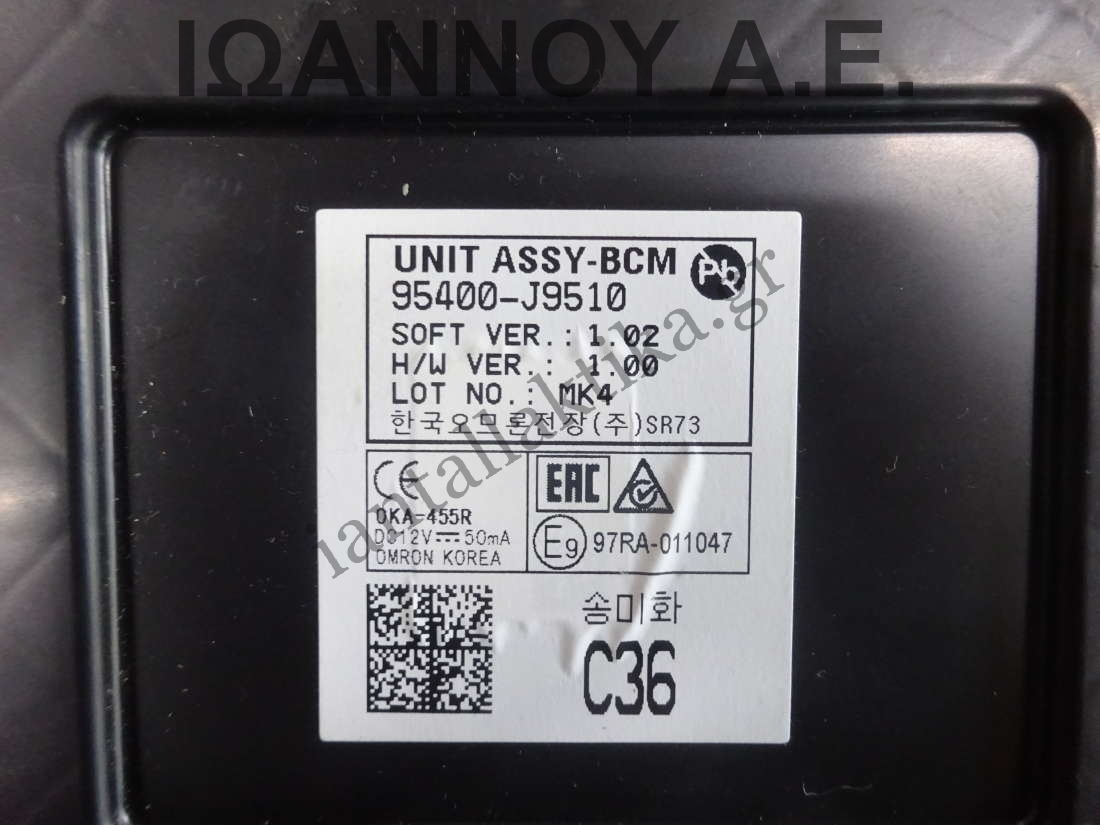 ΙΩΑΝΝΟΥ Α.Ε.
UNIT ASSY-BCM
Pb
95400-J9510
SOFT VER.: 1.02
H/W VER.: 1.00
LOT NO.: MK4
한국오므론전장(주)SR73
CE
OKA-455R
DC12V 50mA
OMRON KOREA
EAC
E9 97RA-011047
송미화
C36
iantallaktika.gr